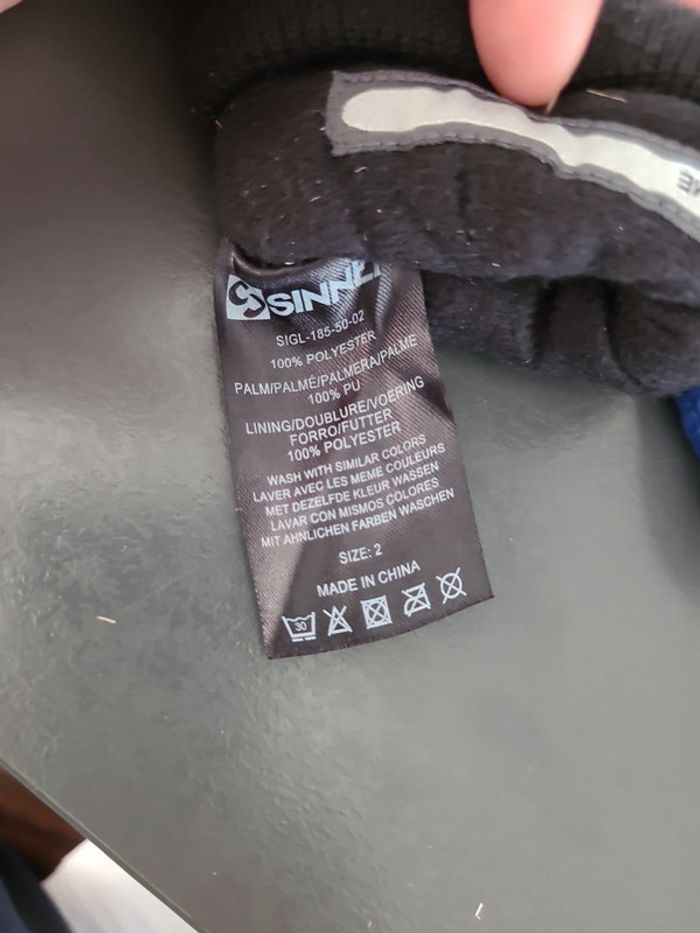 SINNE
SIGL-185-50-02
100% POLYESTER
PALM/PALMÉ/PALMERA/PALME
100% PU
LINING/DOUBLURE/VOERING
FORRO/FUTTER
100% POLYESTER
WASH WITH SIMILAR COLORS
LAVER AVEC LES MEME COULEURS
MET DEZELFDE KLEUR WASSEN
LAVAR CON MISMOS COLORES
MIT AHNLICHEN FARBEN WASCHEN
SIZE: 2
MADE IN CHINA
30